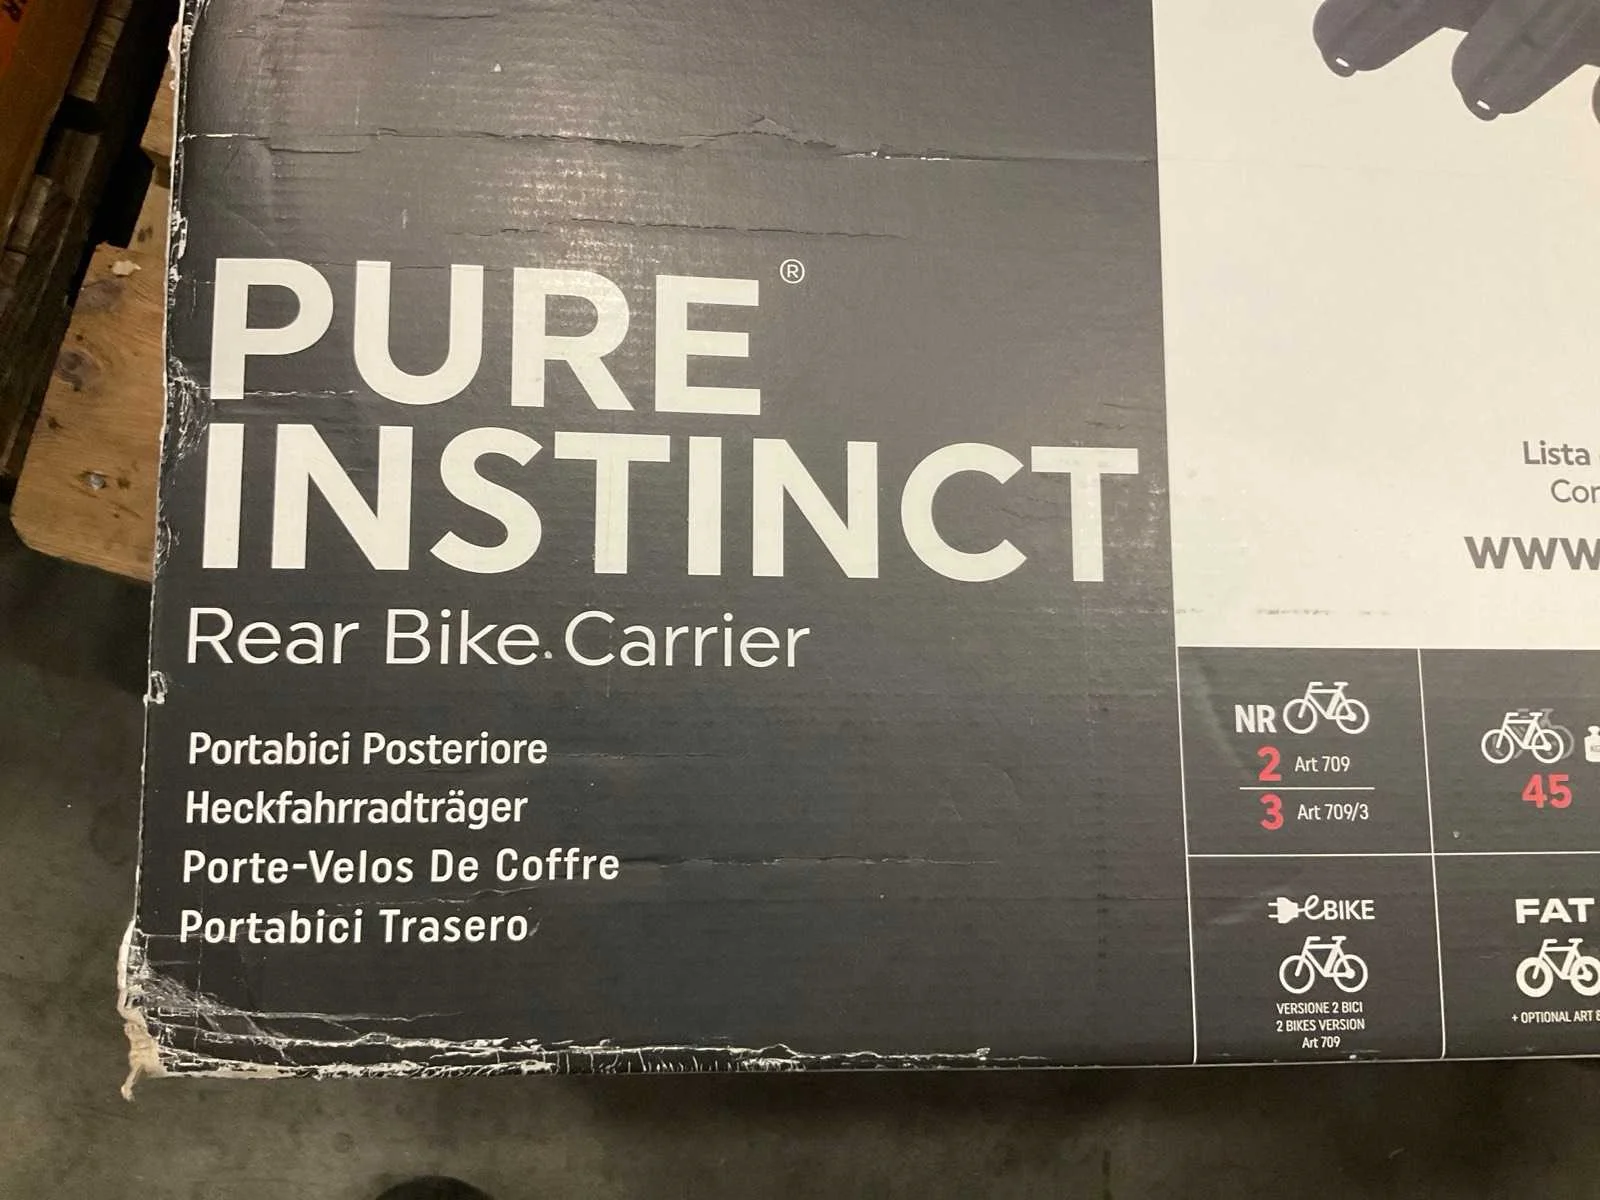 PURE®
INSTINCT
Rear Bike Carrier
Portabici Posteriore
Heckfahrradträger
Porte-Velos De Coffre
Portabici Trasero
Lista
www
NR
2 Art 709
3 Art 709/3
45
eBIKE
VERSIONE 2 BICI
2 BIKES VERSION
Art 709
FAT
+ OPTIONAL ART